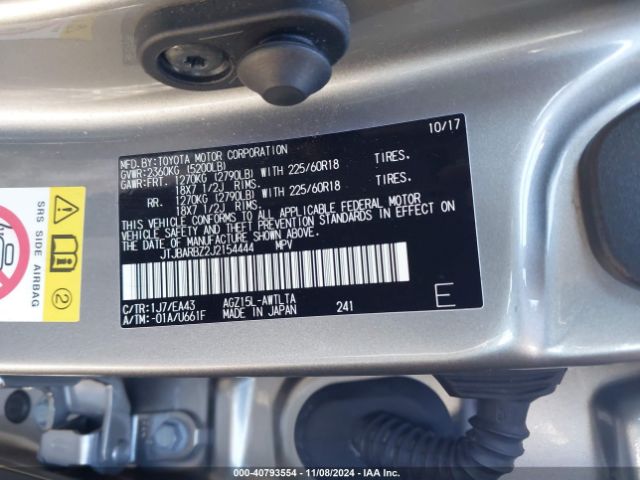 10/17
MFD.BY:TOYOTA MOTOR CORPORATION
GVWR:2360KG (5200LB)
GAWR:FRT. 1270KG (2790LB) WITH 225/60R18 TIRES.
18X7 1/2J RIMS.
RR. 1270KG (2790LB) WITH 225/60R18 TIRES.
18X7 1/2J RIMS.
THIS VEHICLE CONFORMS TO ALL APPLICABLE FEDERAL MOTOR
VEHICLE SAFETY AND THEFT PREVENTION STANDARDS IN EFFECT ON
THE DATE OF MANUFACTURE SHOWN ABOVE.
JTJBARBZ2J2154444 MPV
C/TR:1J7/EA43 AGZ15L-AWTLTA
A/TM:-01A/U661F MADE IN JAPAN 241
E
SRS SIDE AIRBAG
2
000-40793554 | 11/08/2024 | IAA Inc.